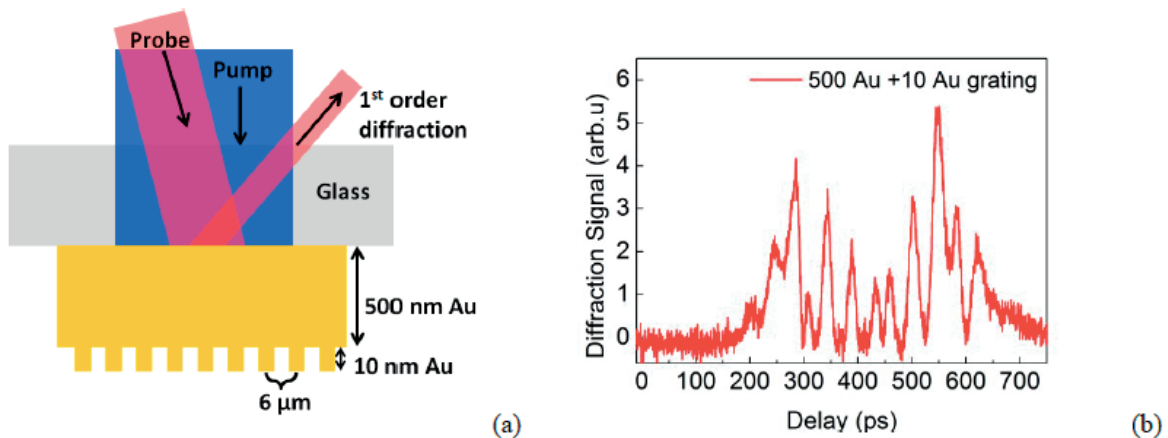 Probe
Pump
1st order
diffraction
Glass
500 nm Au
10 nm Au
6 μm
(a)
500 Au +10 Au grating
Diffraction Signal (arb.u)
6
5
4
3
2
1
0
0 100 200 300 400 500 600 700
Delay (ps)
(b)